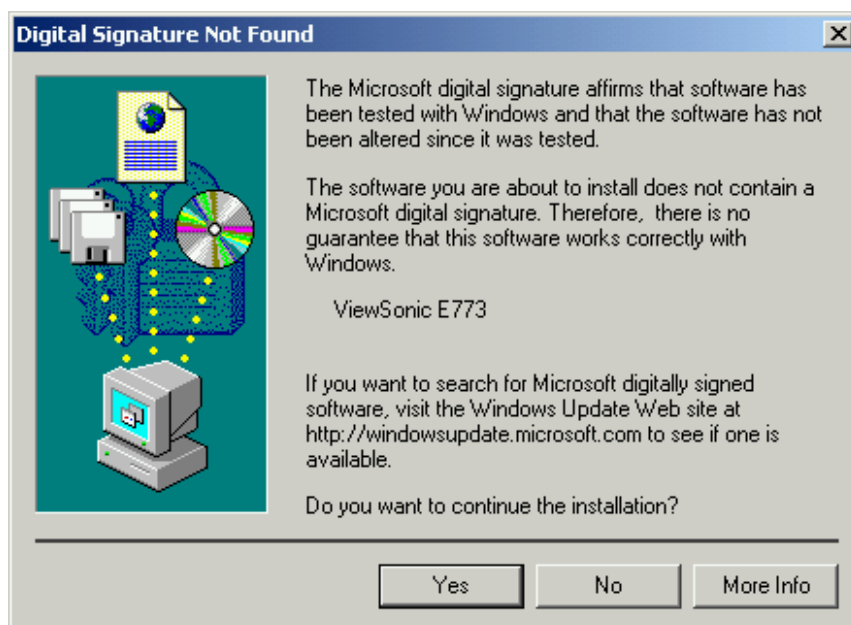 Digital Signature Not Found
The Microsoft digital signature affirms that software has
been tested with Windows and that the software has not
been altered since it was tested.
The software you are about to install does not contain a
Microsoft digital signature. Therefore,  there is no
guarantee that this software works correctly with
Windows.
ViewSonic E773
If you want to search for Microsoft digitally signed
software, visit the Windows Update Web site at
http://windowsupdate.microsoft.com to see if one is
available.
Do you want to continue the installation?
Yes
No
More Info